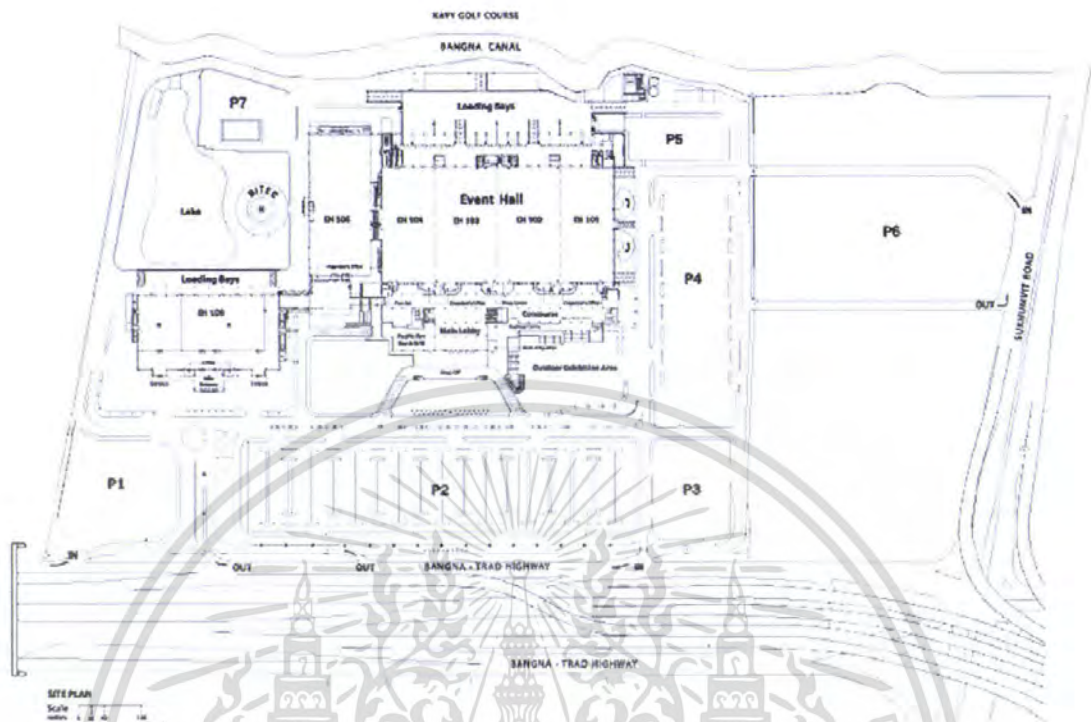 NAVY GOLF COURSE
BANGNA CANAL
P7
Loading Bays
P5
BITEC
H
Lake
Event Hall
EH 105
EH 104
EH 103
EH 102
EH 101
IN
P6
P4
SUKHUMVIT ROAD
OUT
Loading Bays
EH 106
Concourse
Main Lobby
Outdoor Exhibition Area
P1
P2
P3
IN
OUT
OUT
BANGNA - TRAD HIGHWAY
IN
BANGNA - TRAD HIGHWAY
SITE PLAN
Scale